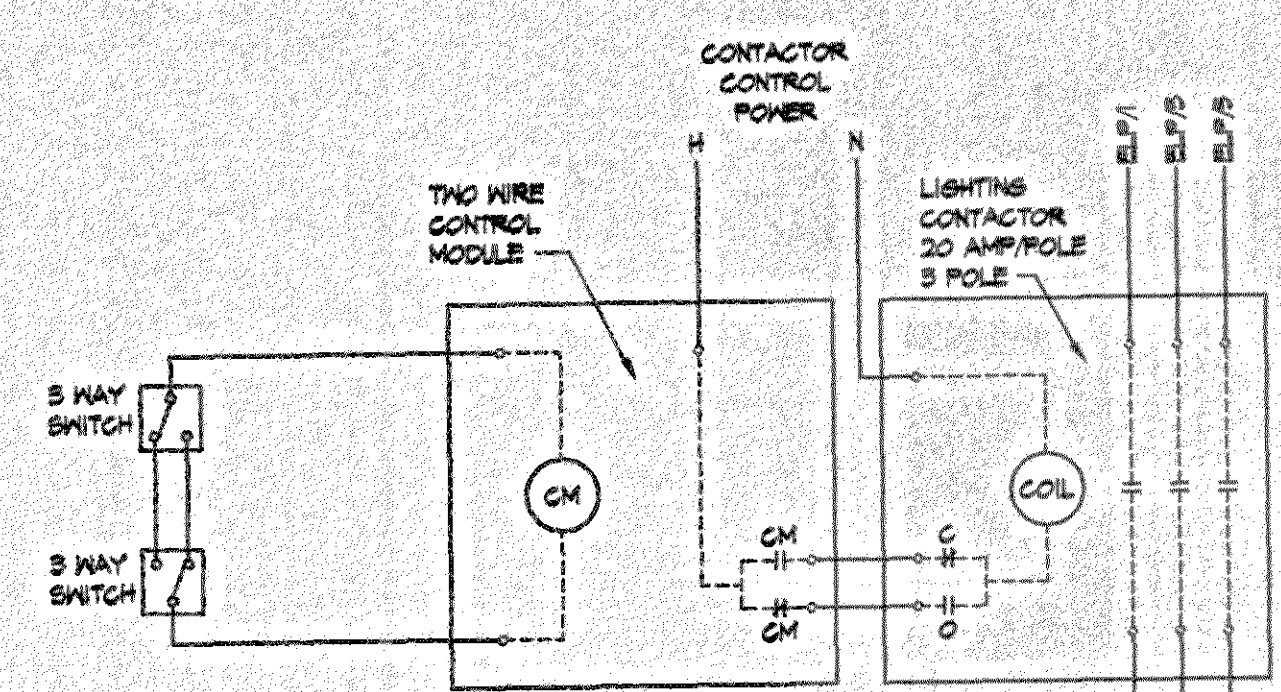 CONTACTOR
CONTROL
POWER
H
N
TWO WIRE
CONTROL
MODULE
LIGHTING
CONTACTOR
20 AMP/POLE
3 POLE
3 WAY
SWITCH
CM
COIL
3 WAY
SWITCH
CM
C
CM
O